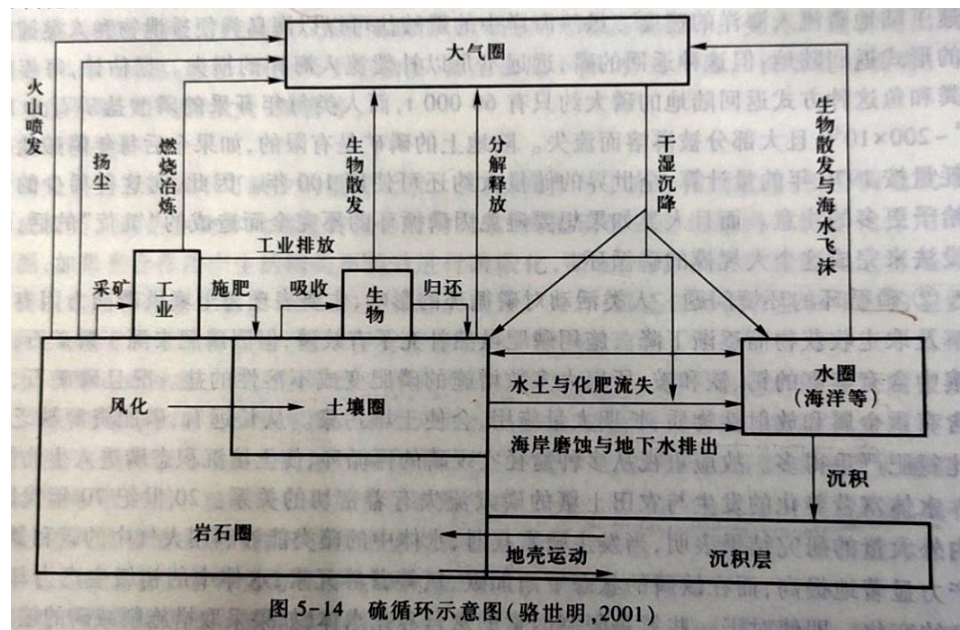 大气圈
火山喷发
扬尘
燃烧冶炼
生物散发
分解释放
干湿沉降
生物散发与海水飞沫
工业排放
采矿
工业
施肥
吸收
生物
归还
风化
土壤圈
水土与化肥流失
海岸磨蚀与地下水排出
水圈
(海洋等)
沉积
岩石圈
地壳运动
沉积层
图 5-14 硫循环示意图(骆世明,2001)